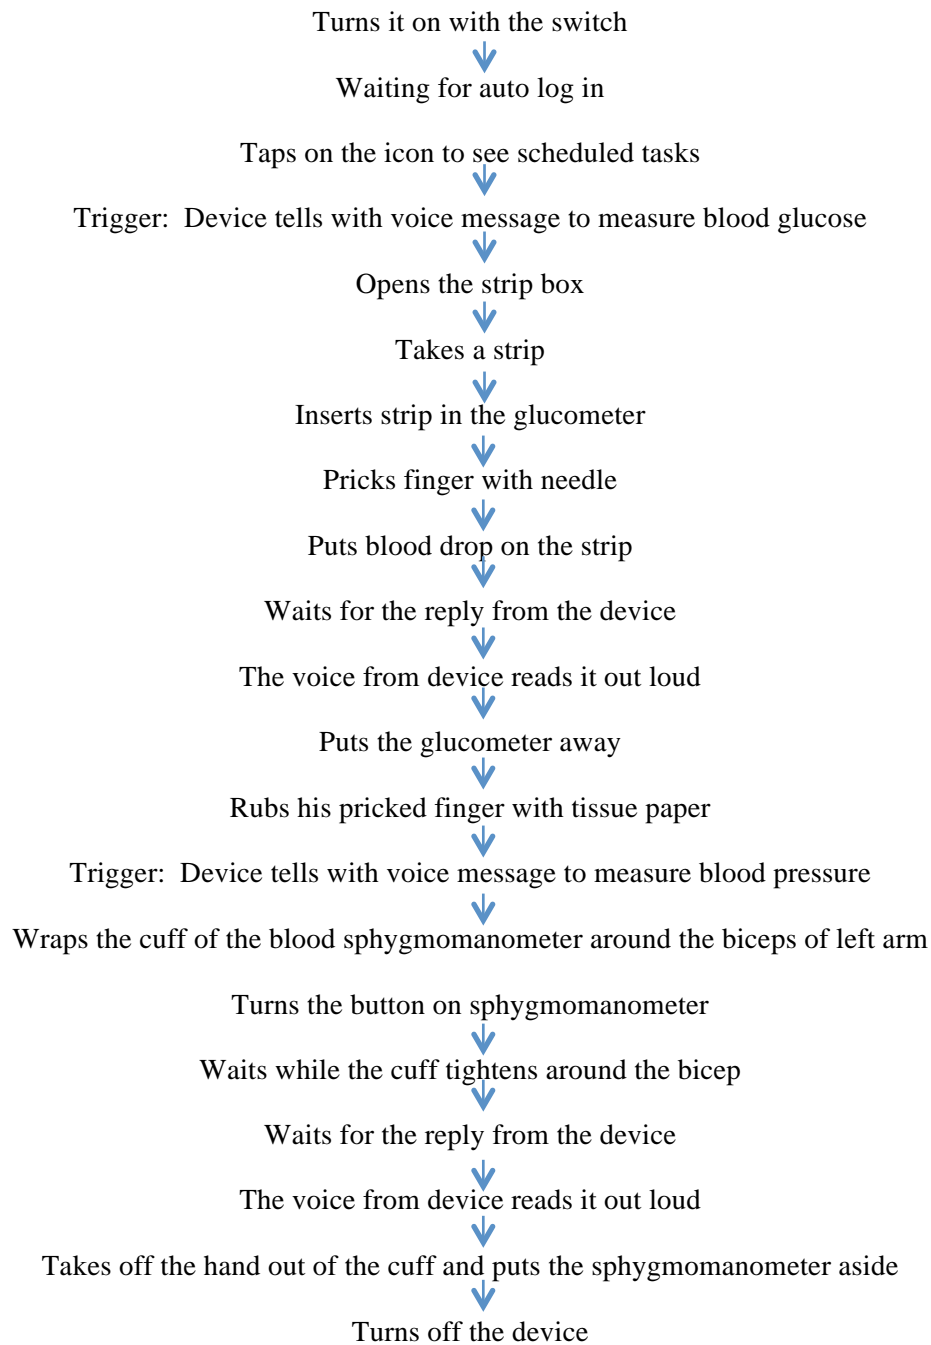 Turns it on with the switch
Waiting for auto log in
Taps on the icon to see scheduled tasks
Trigger:  Device tells with voice message to measure blood glucose
Opens the strip box
Takes a strip
Inserts strip in the glucometer
Pricks finger with needle
Puts blood drop on the strip
Waits for the reply from the device
The voice from device reads it out loud
Puts the glucometer away
Rubs his pricked finger with tissue paper
Trigger:  Device tells with voice message to measure blood pressure
Wraps the cuff of the blood sphygmomanometer around the biceps of left arm
Turns the button on sphygmomanometer
Waits while the cuff tightens around the bicep
Waits for the reply from the device
The voice from device reads it out loud
Takes off the hand out of the cuff and puts the sphygmomanometer aside
Turns off the device